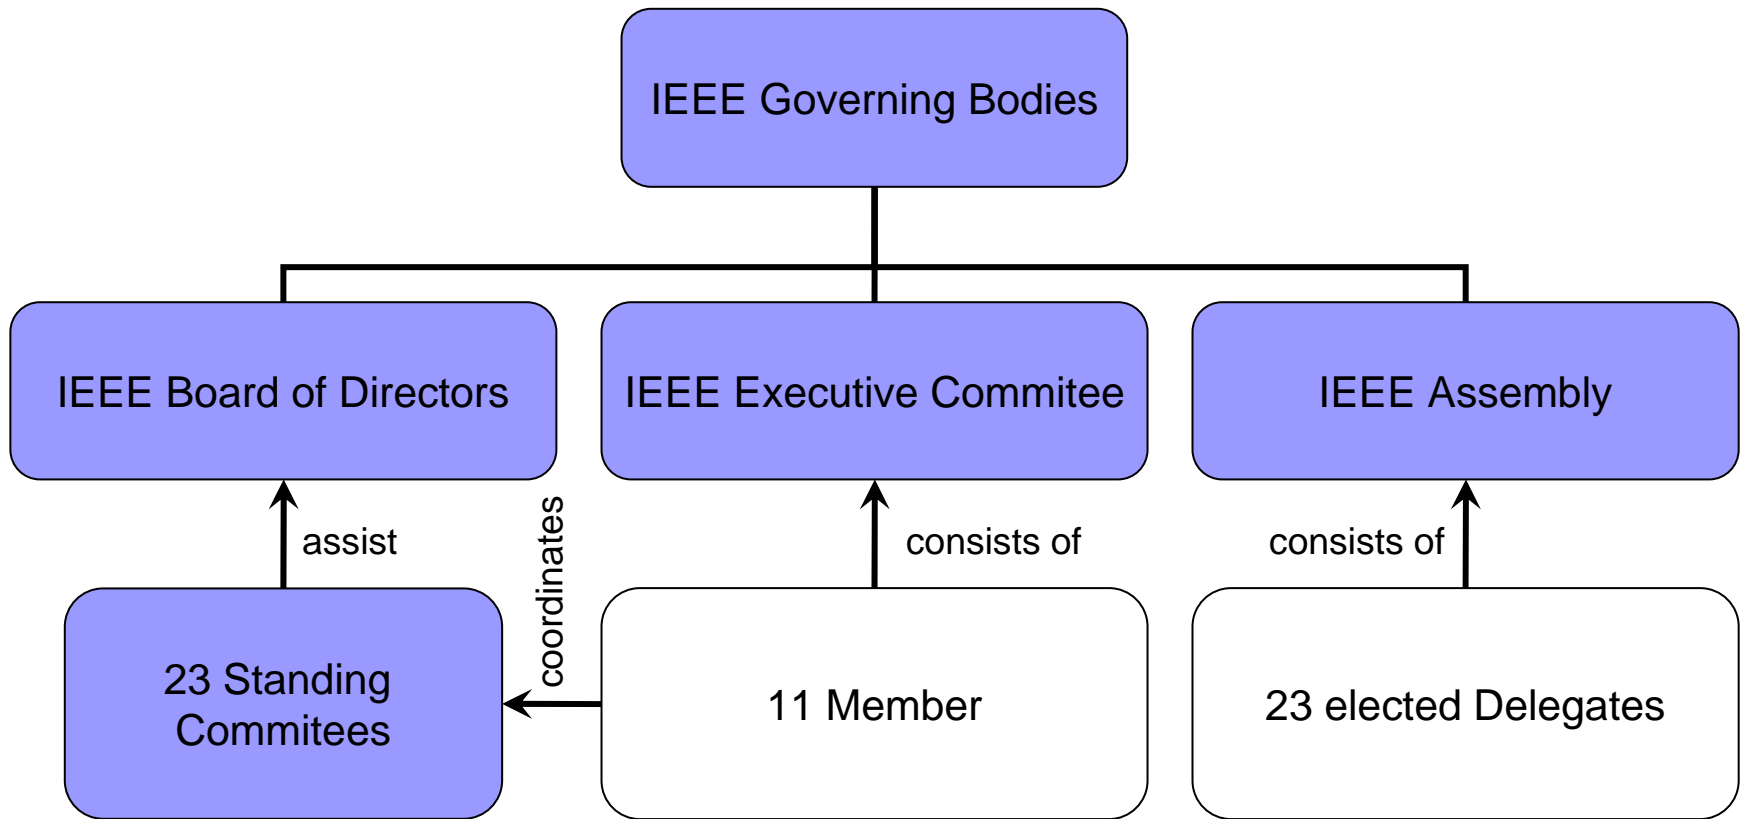 IEEE Governing Bodies
IEEE Board of Directors
IEEE Executive Commitee
IEEE Assembly
assist
coordinates
consists of
consists of
23 Standing
Commitees
11 Member
23 elected Delegates